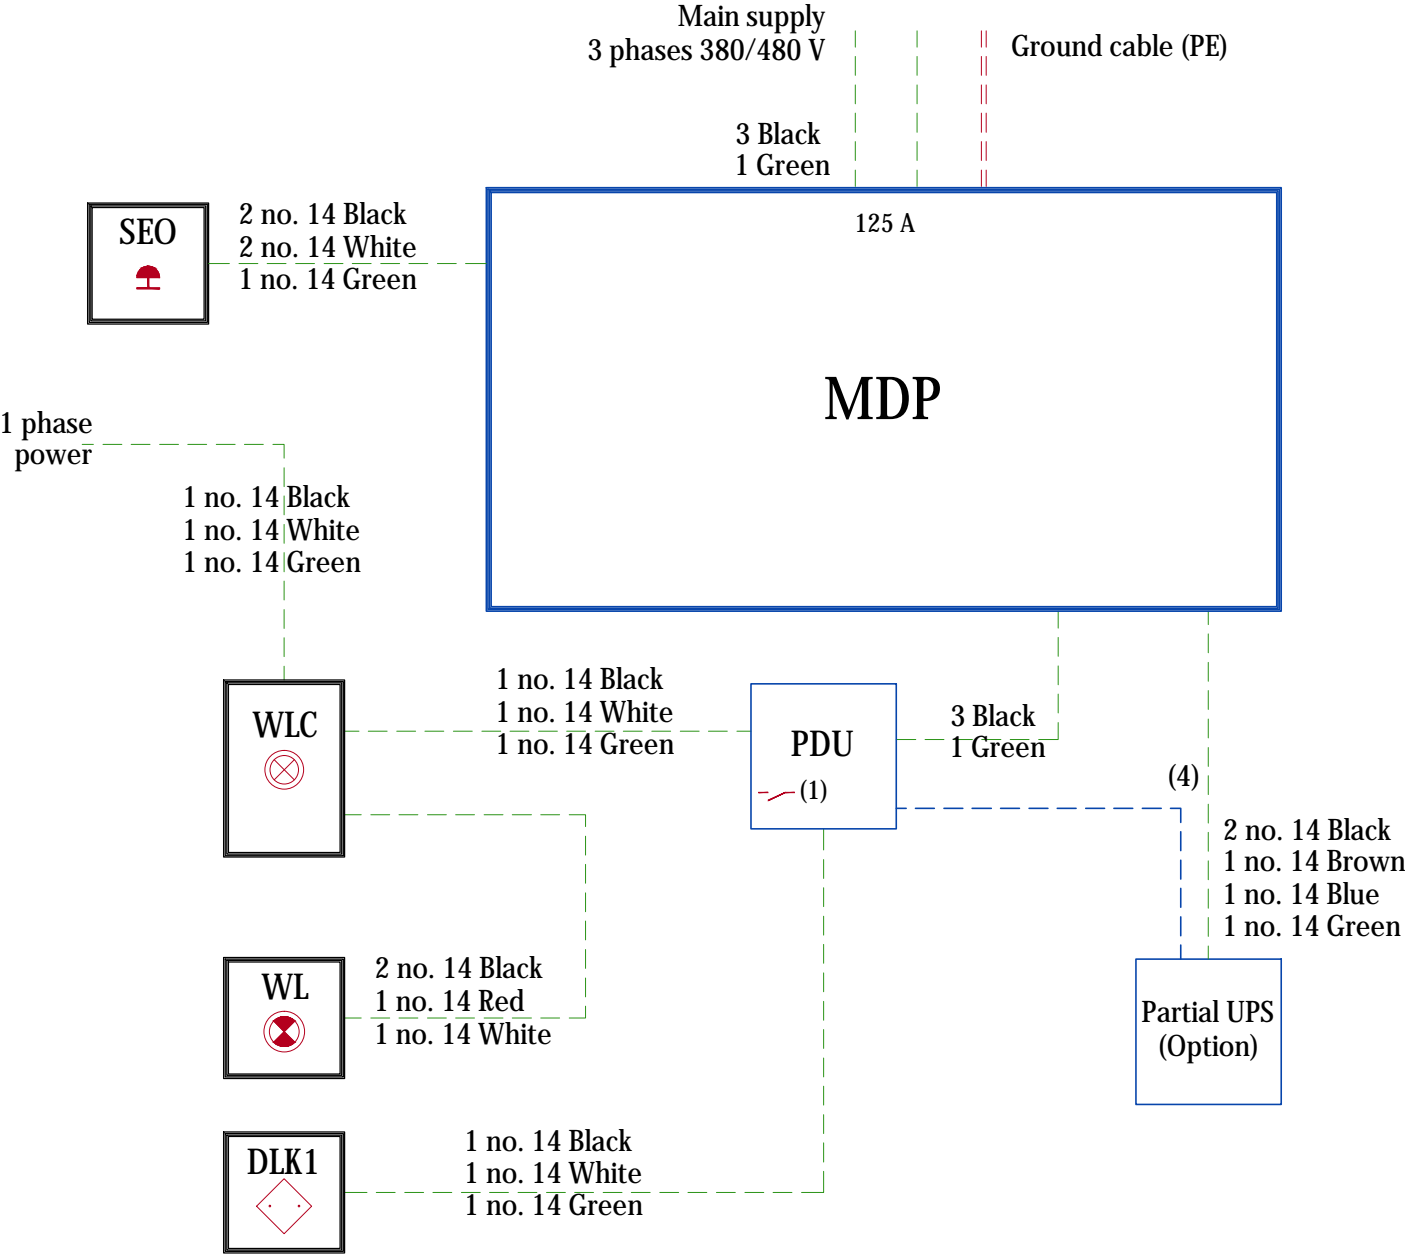 Main supply
3 phases 380/480 V
Ground cable (PE)
3 Black
1 Green
125 A
SEO
2 no. 14 Black
2 no. 14 White
1 no. 14 Green
MDP
1 phase
power
1 no. 14 Black
1 no. 14 White
1 no. 14 Green
WLC
1 no. 14 Black
1 no. 14 White
1 no. 14 Green
PDU
(1)
3 Black
1 Green
(4)
2 no. 14 Black
1 no. 14 Brown
1 no. 14 Blue
1 no. 14 Green
WL
2 no. 14 Black
1 no. 14 Red
1 no. 14 White
Partial UPS
(Option)
DLK1
1 no. 14 Black
1 no. 14 White
1 no. 14 Green